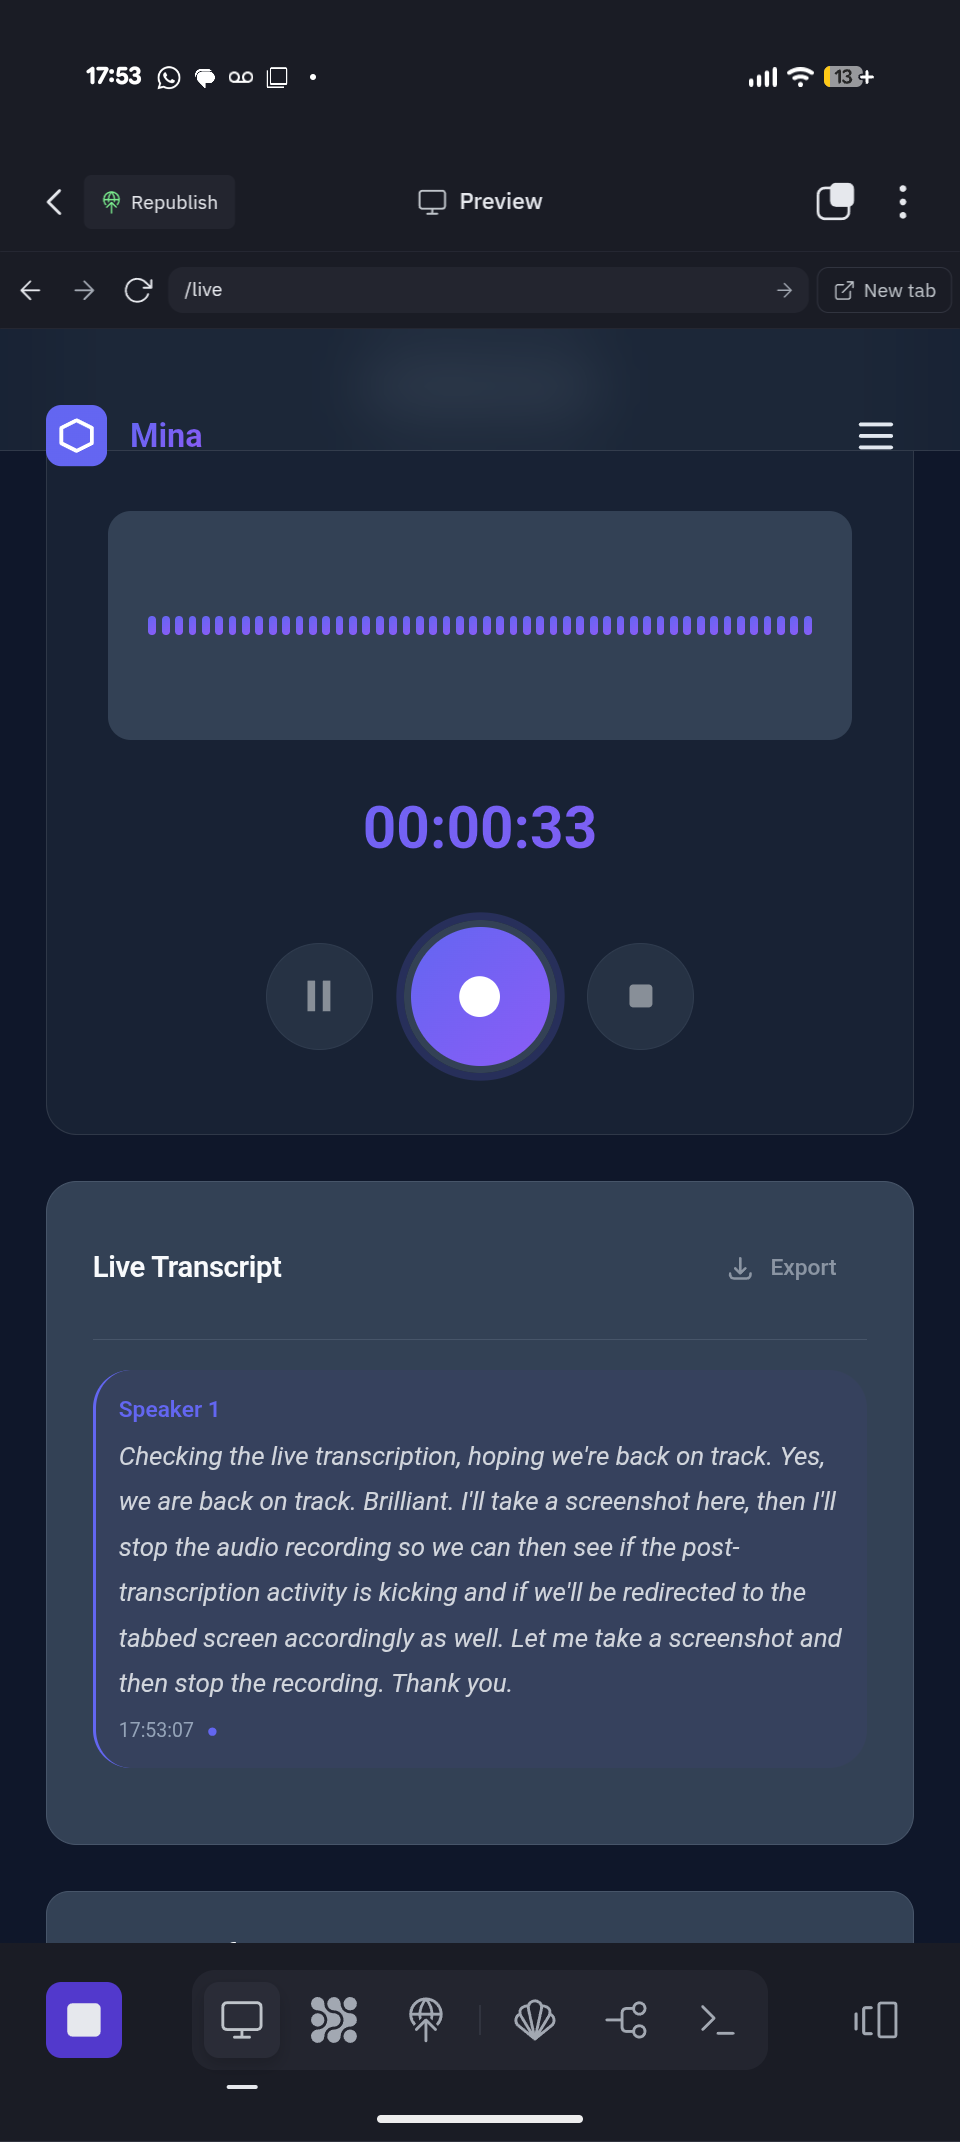 17:53
13
Republish
Preview
/live
New tab
Mina
00:00:33
Live Transcript
Export
Speaker 1
Checking the live transcription, hoping we're back on track. Yes,
we are back on track. Brilliant. I'll take a screenshot here, then I'll
stop the audio recording so we can then see if the post-
transcription activity is kicking and if we'll be redirected to the
tabbed screen accordingly as well. Let me take a screenshot and
then stop the recording. Thank you.
17:53:07